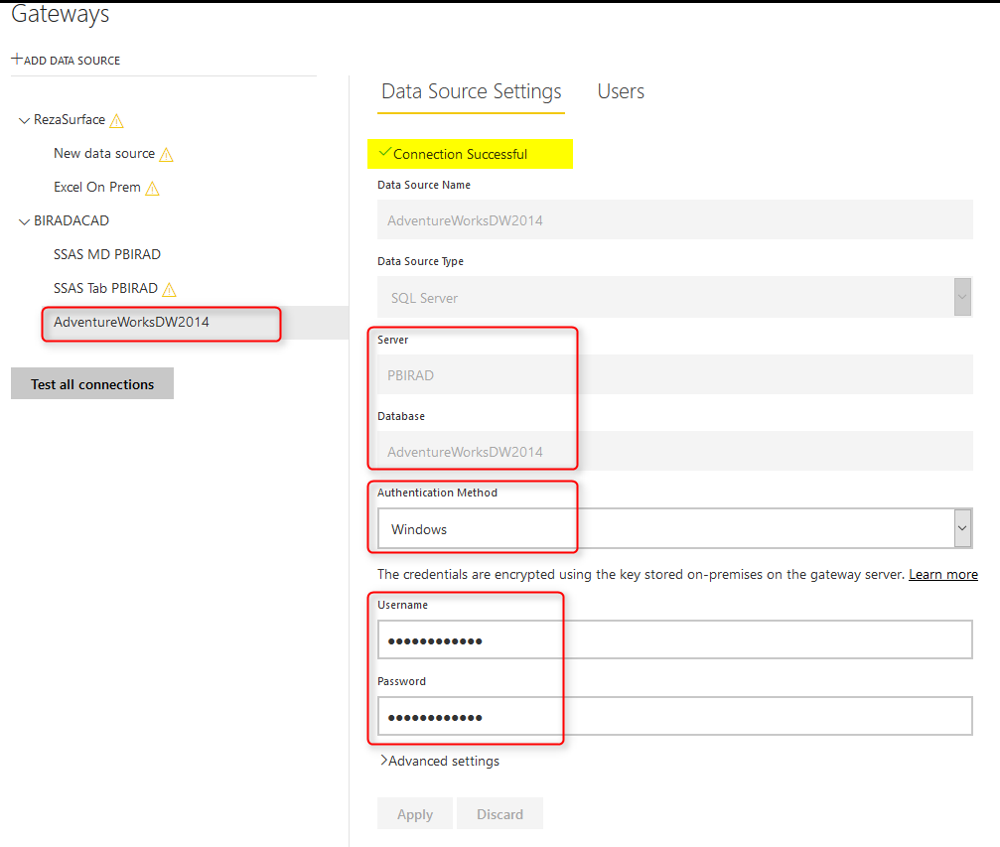 Gateways
+ADD DATA SOURCE
RezaSurface
New data source
Excel On Prem
BIRADACAD
SSAS MD PBIRAD
SSAS Tab PBIRAD
AdventureWorksDW2014
Test all connections
Data Source Settings Users
Connection Successful
Data Source Name
AdventureWorksDW2014
Data Source Type
SQL Server
Server
PBIRAD
Database
AdventureWorksDW2014
Authentication Method
Windows
The credentials are encrypted using the key stored on-premises on the gateway server. Learn more
Username
●●●●●●●●●●●●
Password
●●●●●●●●●●●●
>Advanced settings
Apply Discard